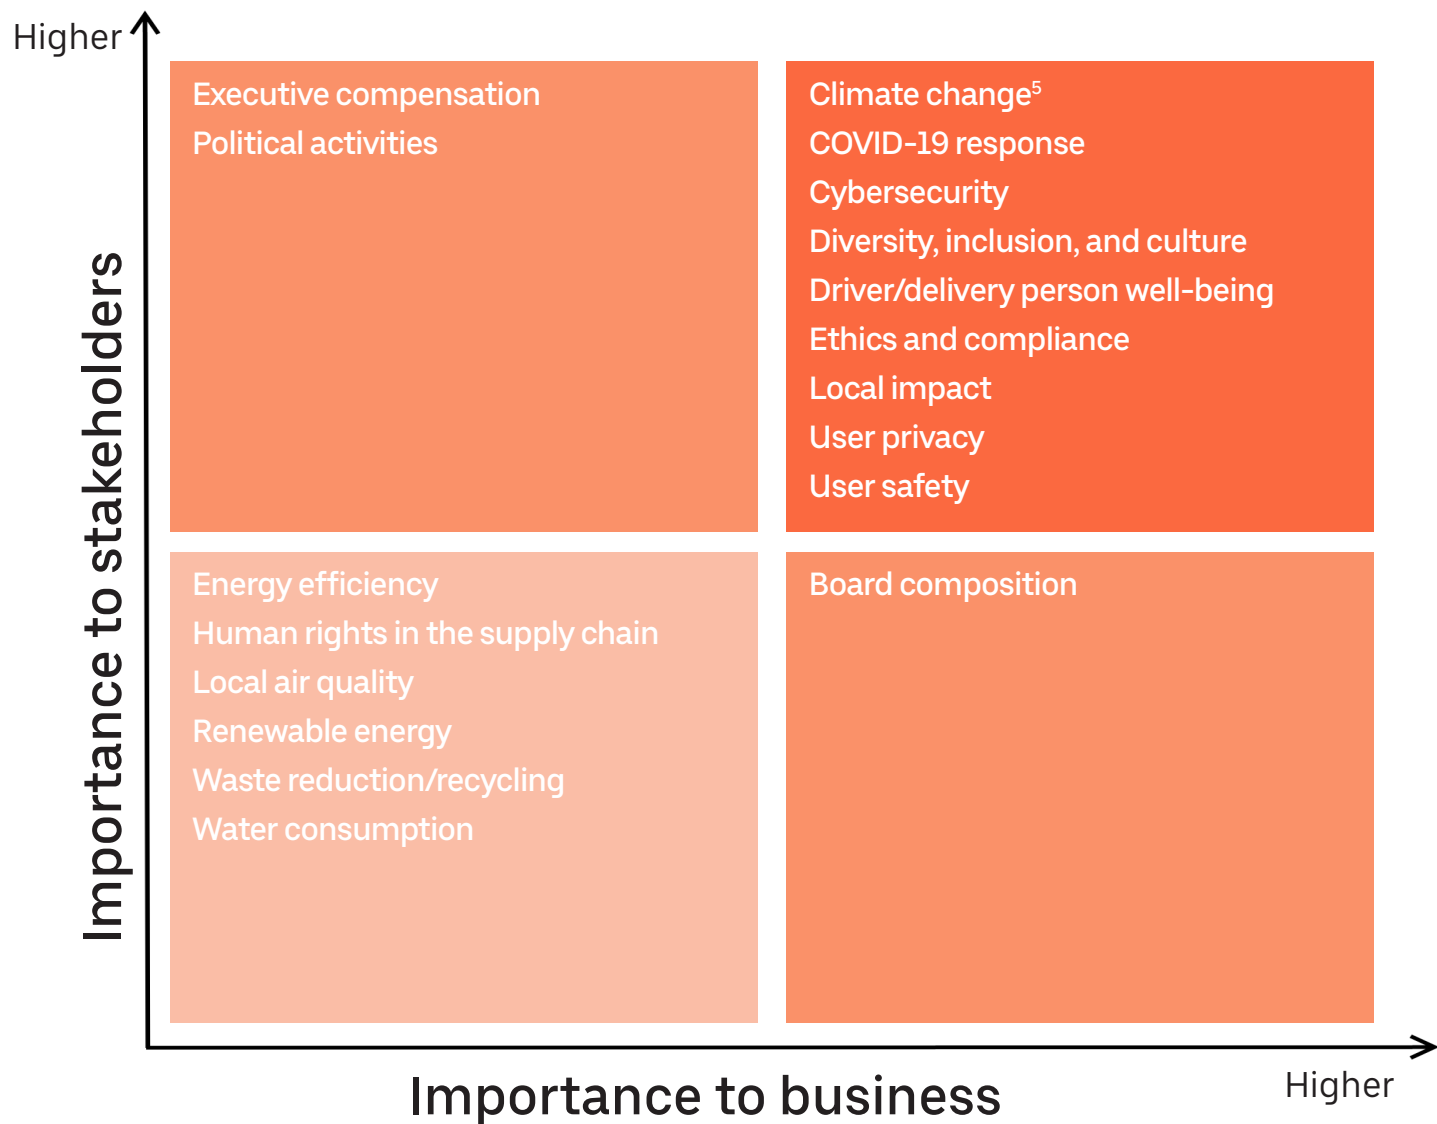 Higher
Executive compensation
Political activities
Climate change⁵
COVID-19 response
Cybersecurity
Diversity, inclusion, and culture
Driver/delivery person well-being
Ethics and compliance
Local impact
User privacy
User safety
Importance to stakeholders
Energy efficiency
Human rights in the supply chain
Local air quality
Renewable energy
Waste reduction/recycling
Water consumption
Board composition
Importance to business
Higher